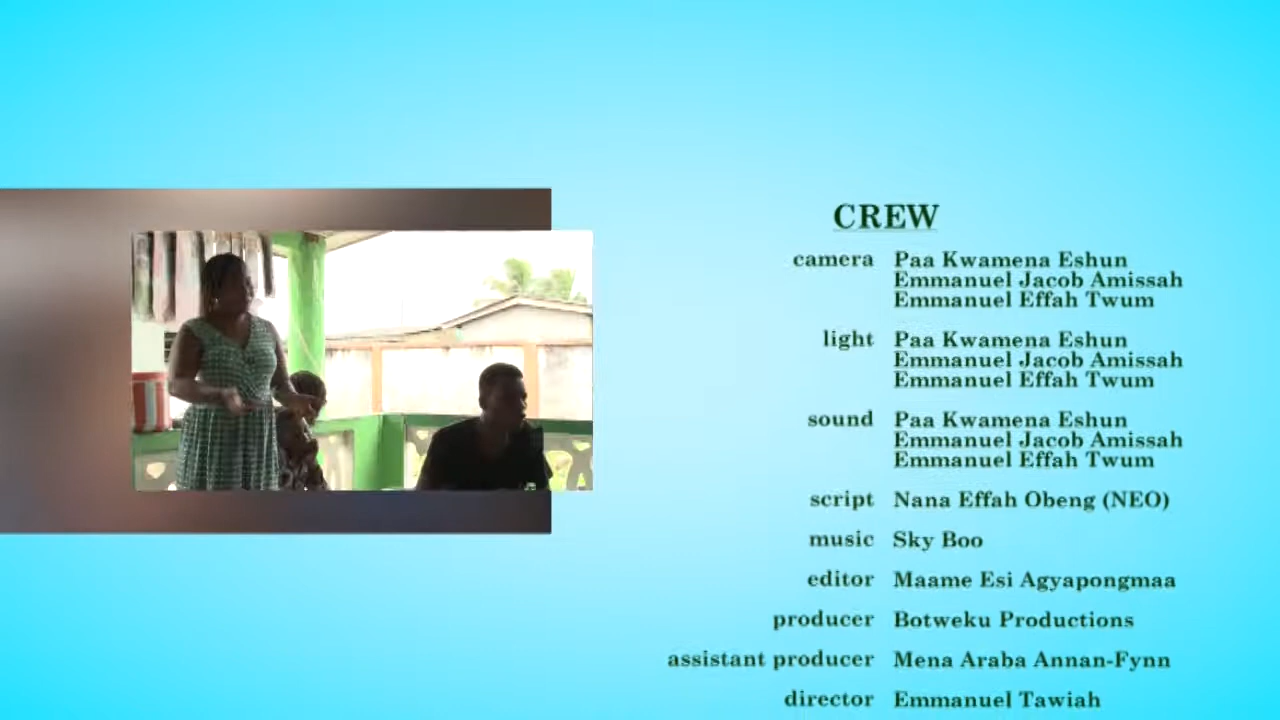 CREW
camera Paa Kwamena Eshun
Emmanuel Jacob Amissah
Emmanuel Effah Twum
light Paa Kwamena Eshun
Emmanuel Jacob Amissah
Emmanuel Effah Twum
sound Paa Kwamena Eshun
Emmanuel Jacob Amissah
Emmanuel Effah Twum
script Nana Effah Obeng (NEO)
music Sky Boo
editor Maame Esi Agyapongmaa
producer Botweku Productions
assistant producer Mena Araba Annan-Fynn
director Emmanuel Tawiah